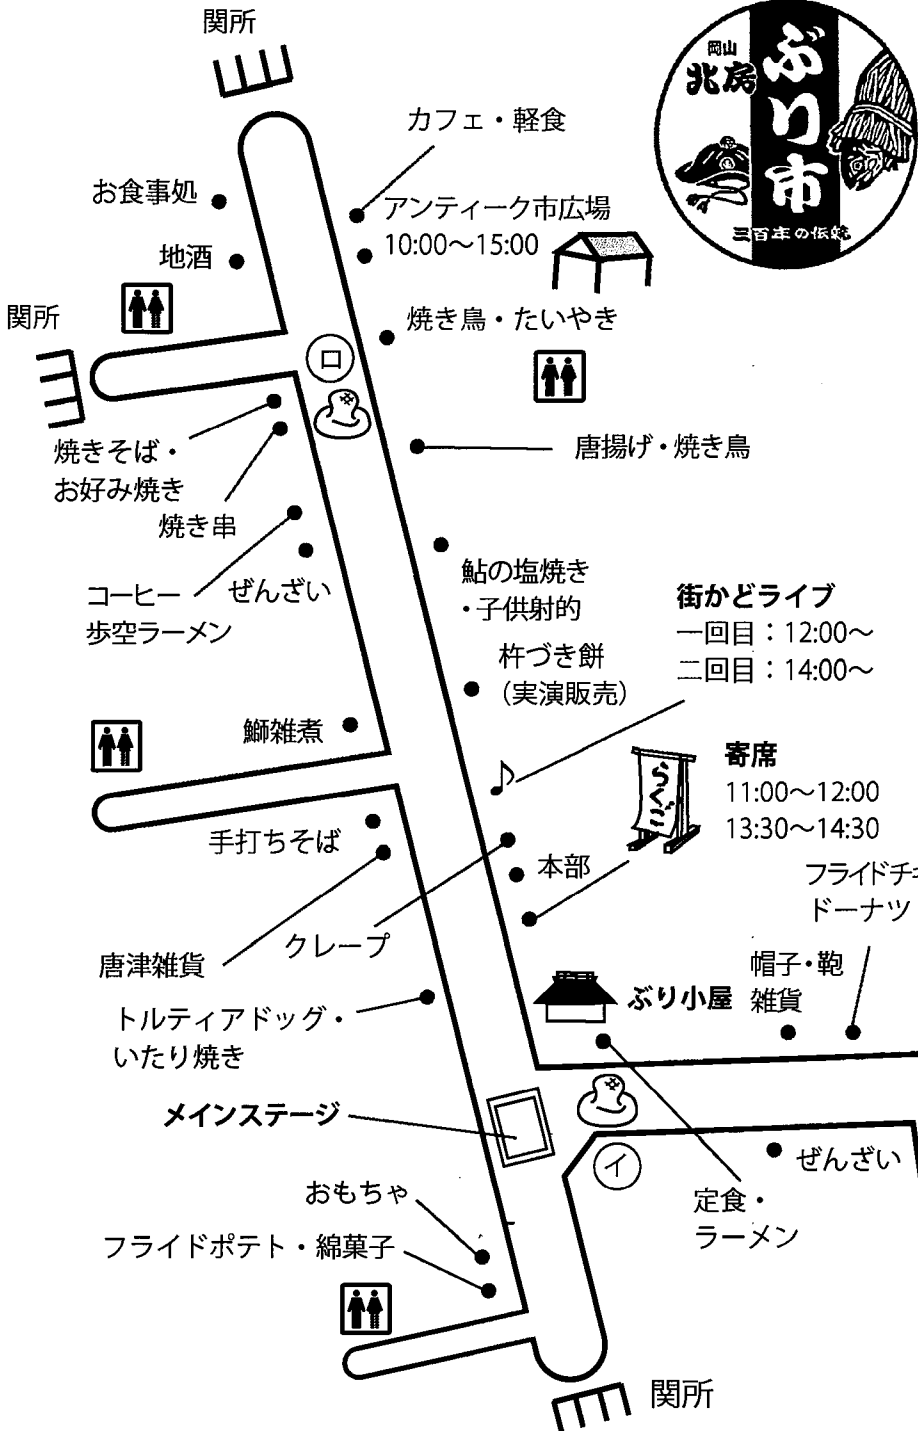 関所
岡山
北房
ぶり市
三百年の伝統
カフェ・軽食
お食事処
アンティーク市広場
10:00～15:00
地酒
関所
焼き鳥・たいやき
ロ
焼きそば・
お好み焼き
唐揚げ・焼き鳥
焼き串
コーヒー
歩空ラーメン
ぜんざい
鮎の塩焼き
・子供射的
街かどライブ
一回目：12:00～
二回目：14:00～
杵づき餅
（実演販売）
鰤雑煮
寄席
11:00～12:00
13:30～14:30
らくご
手打ちそば
本部
フライドチキ
ドーナツ
クレープ
唐津雑貨
帽子・鞄
雑貨
ぶり小屋
トルティアドッグ・
いたり焼き
メインステージ
イ
ぜんざい
おもちゃ
定食・
ラーメン
フライドポテト・綿菓子
関所